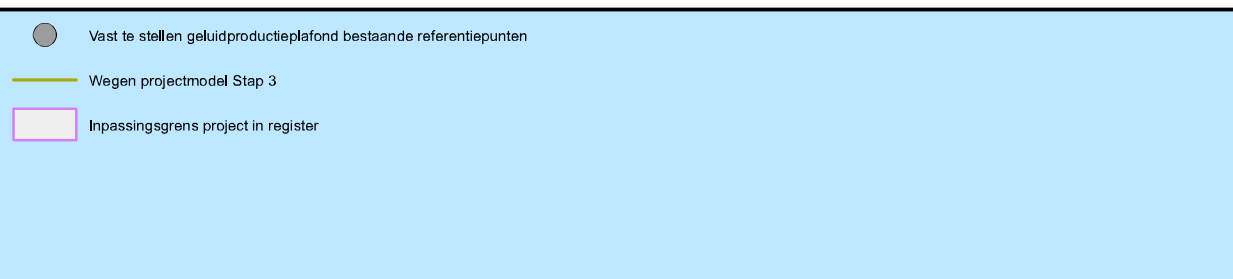 Vast te stellen geluidproductieplafond bestaande referentiepunten
Wegen projectmodel Stap 3
Inpassingsgrens project in register